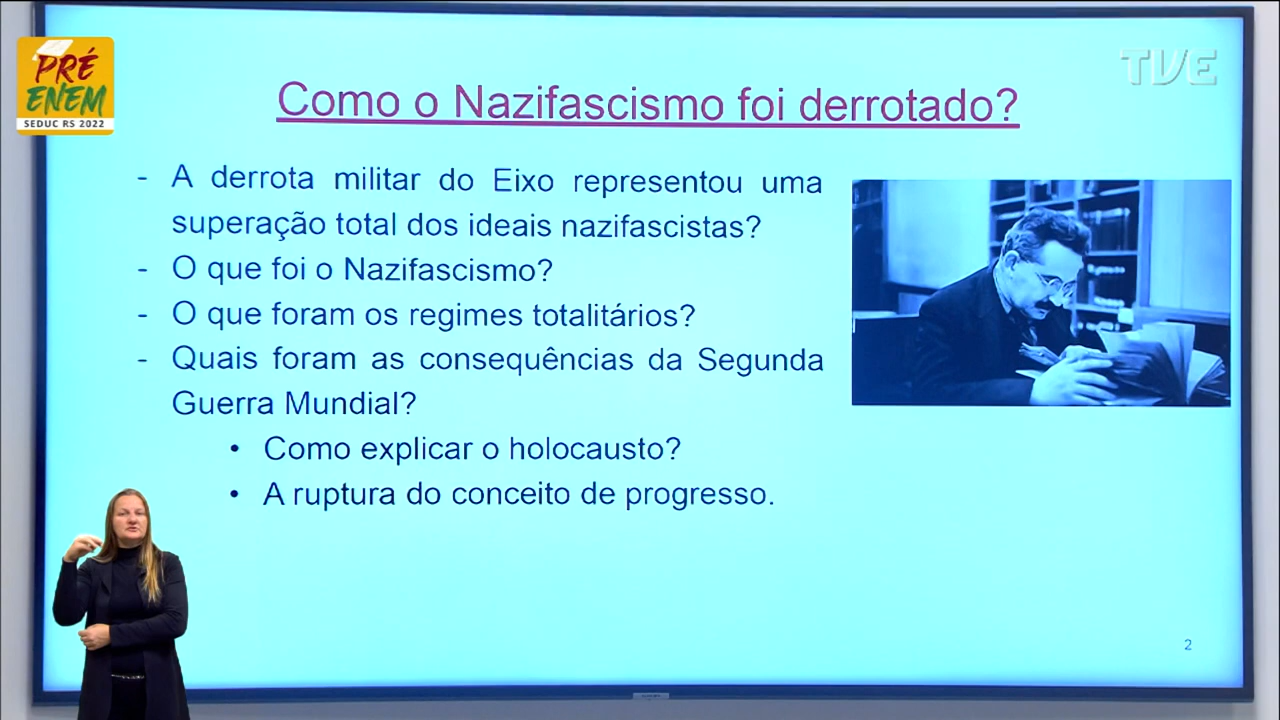 PRÉ
ENEM
SEDUC RS 2022
TVE
Como o Nazifascismo foi derrotado?
- A derrota militar do Eixo representou uma
superação total dos ideais nazifascistas?
- O que foi o Nazifascismo?
- O que foram os regimes totalitários?
- Quais foram as consequências da Segunda
Guerra Mundial?
• Como explicar o holocausto?
• A ruptura do conceito de progresso.
2